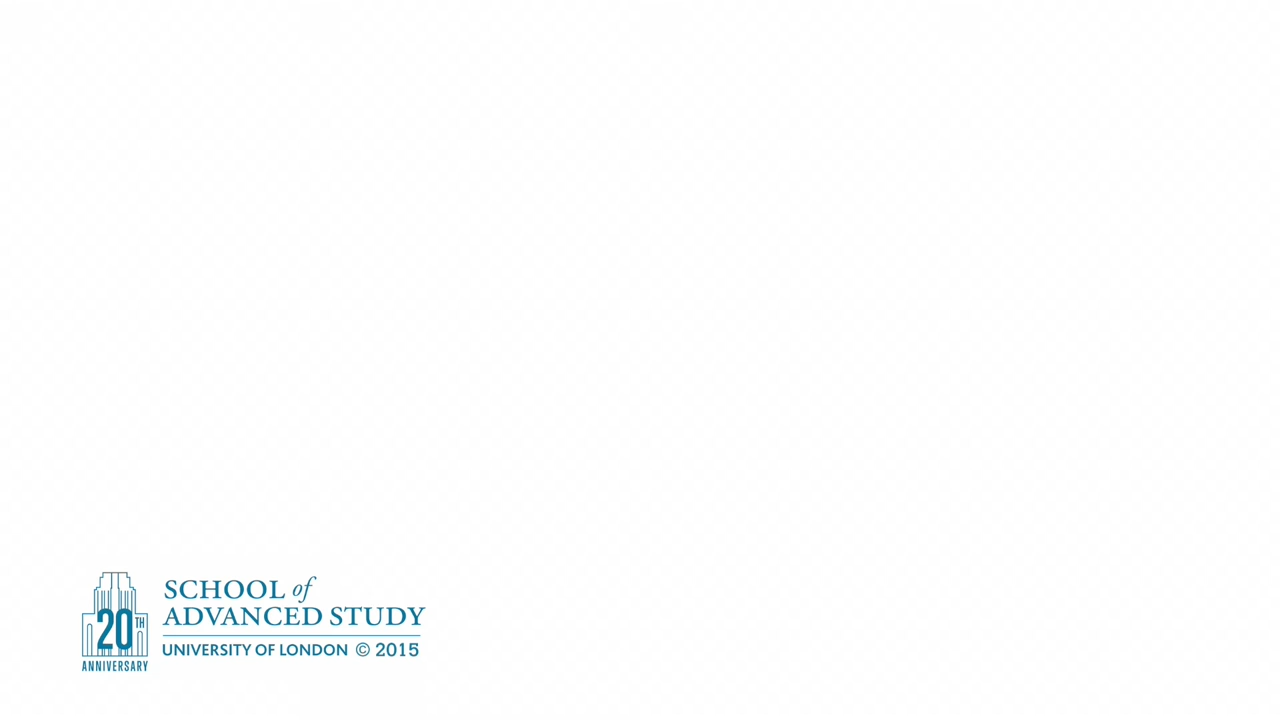 SCHOOL of
ADVANCED STUDY
UNIVERSITY OF LONDON © 2015
20TH
ANNIVERSARY